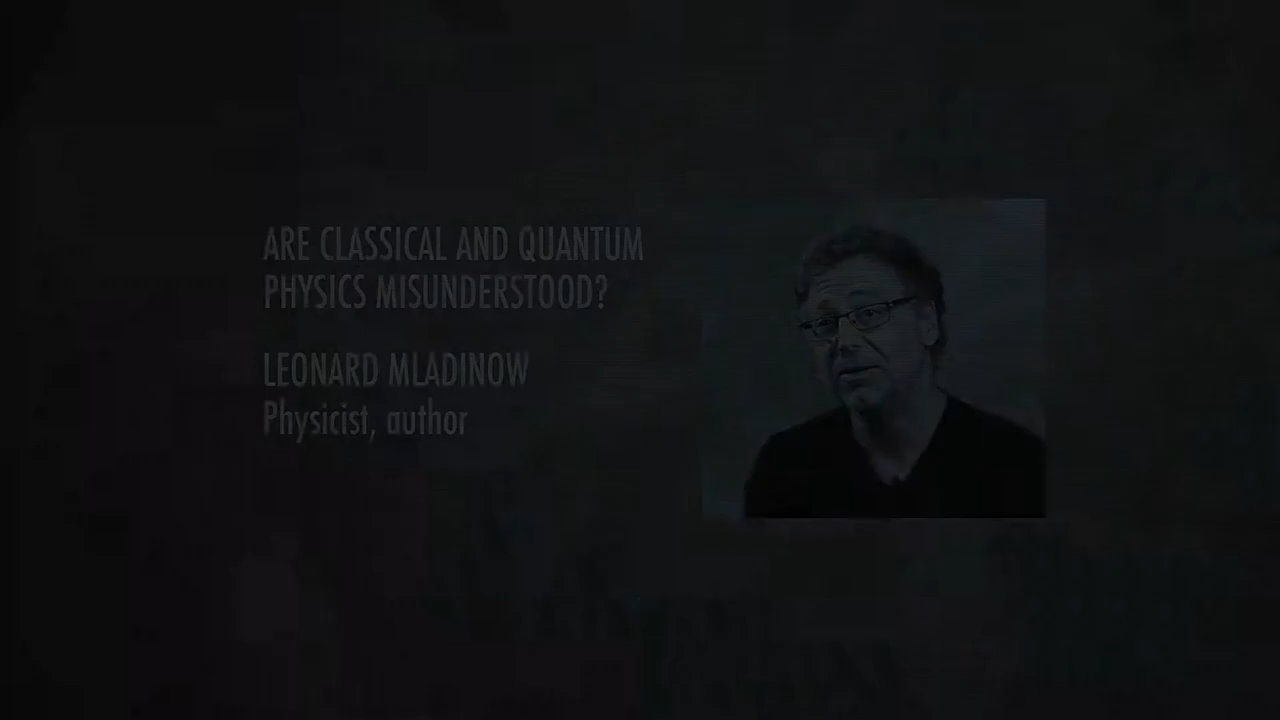 ARE CLASSICAL AND QUANTUM
PHYSICS MISUNDERSTOOD?
LEONARD MLADINOW
Physicist, author